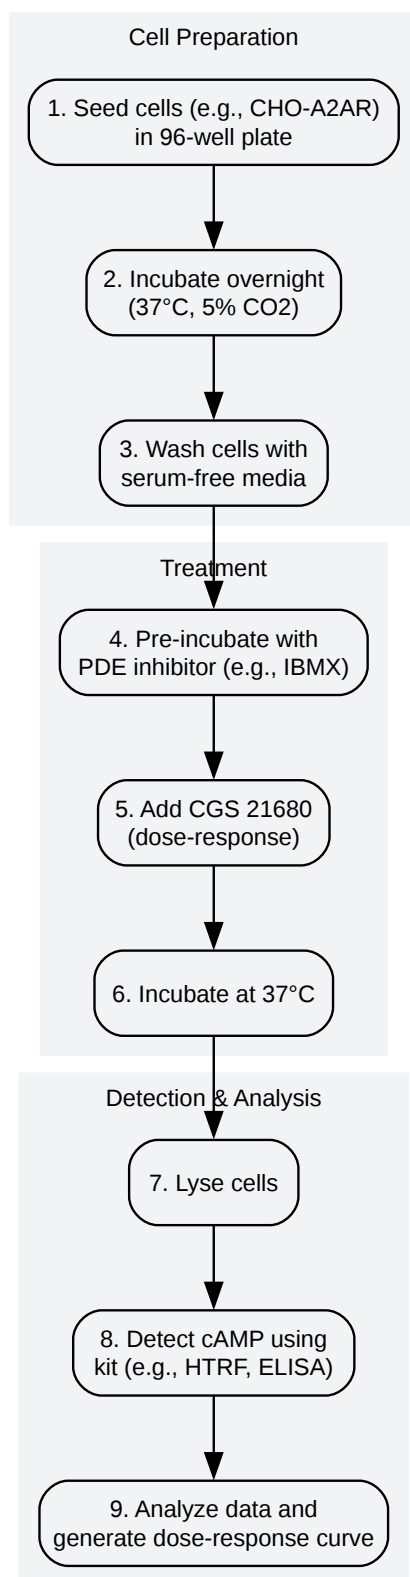 Cell Preparation
1. Seed cells (e.g., CHO-A2AR)
in 96-well plate
2. Incubate overnight
(37°C, 5% CO2)
3. Wash cells with
serum-free media
Treatment
4. Pre-incubate with
PDE inhibitor (e.g., IBMX)
5. Add CGS 21680
(dose-response)
6. Incubate at 37°C
Detection & Analysis
7. Lyse cells
8. Detect cAMP using
kit (e.g., HTRF, ELISA)
9. Analyze data and
generate dose-response curve